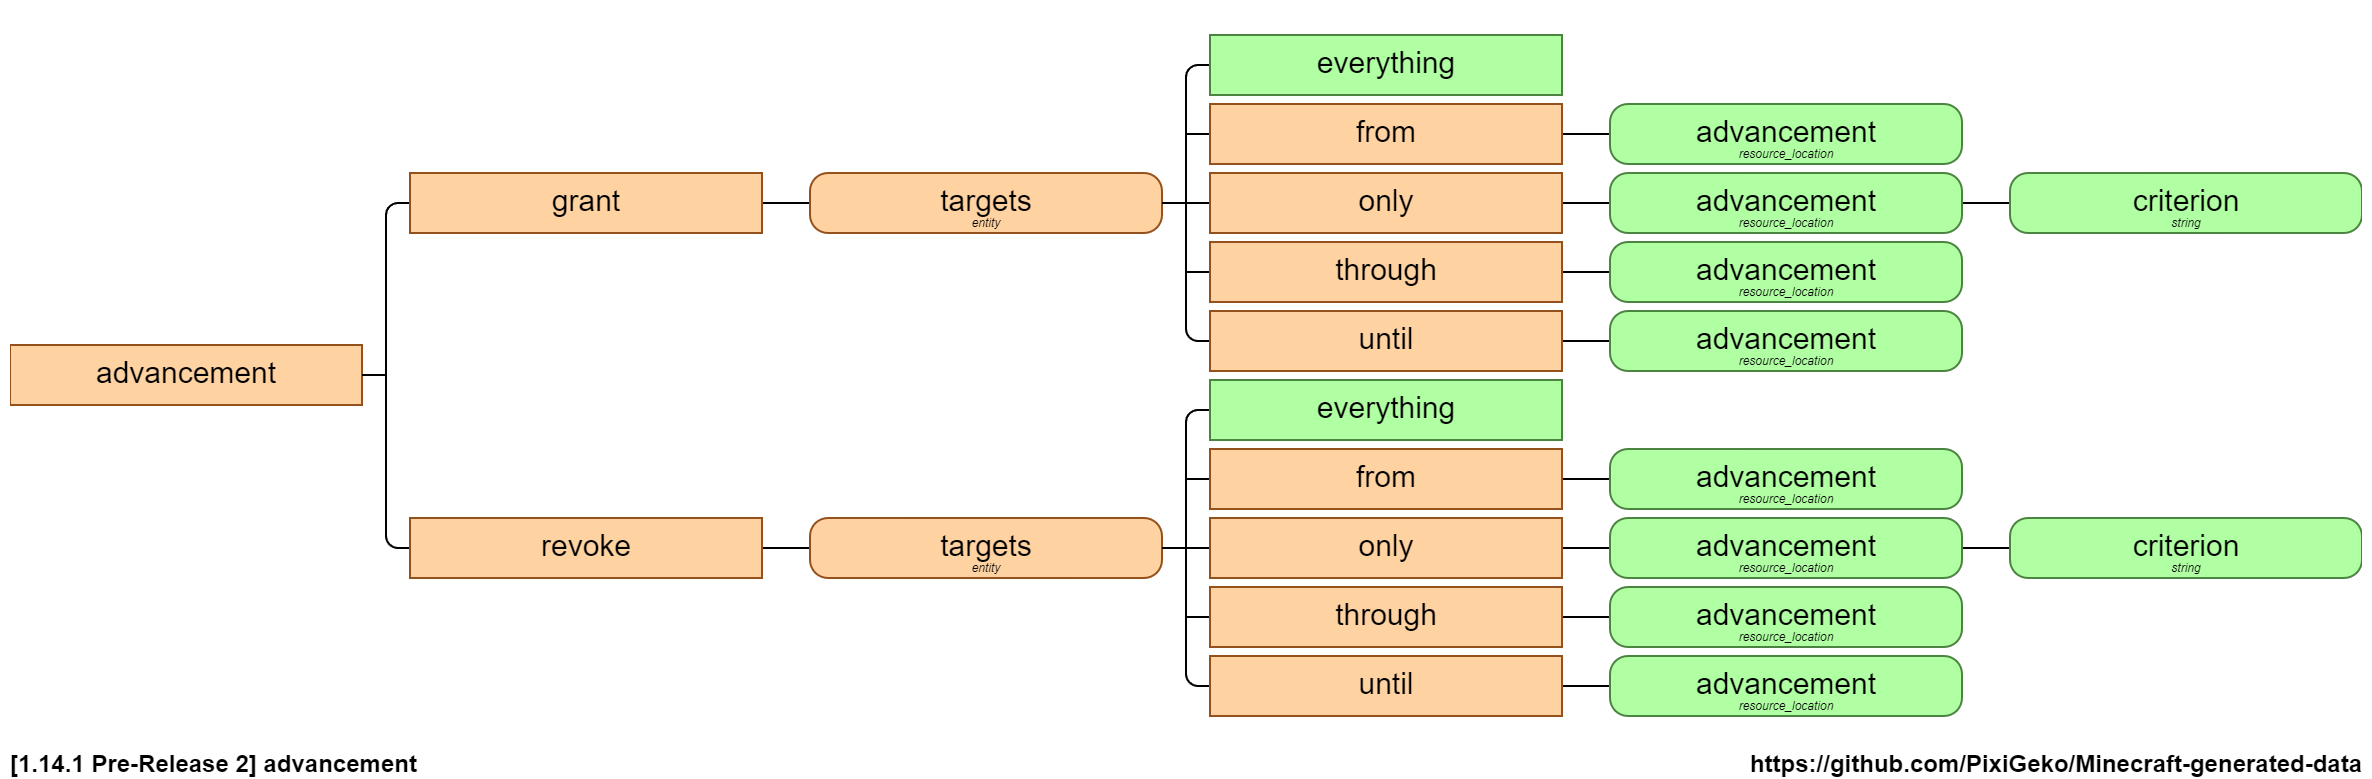 everything
from
advancement
resource_location
grant
targets
entity
only
advancement
resource_location
criterion
string
through
advancement
resource_location
until
advancement
resource_location
advancement
everything
from
advancement
resource_location
revoke
targets
entity
only
advancement
resource_location
criterion
string
through
advancement
resource_location
until
advancement
resource_location
[1.14.1 Pre-Release 2] advancement
https://github.com/PixiGeko/Minecraft-generated-data